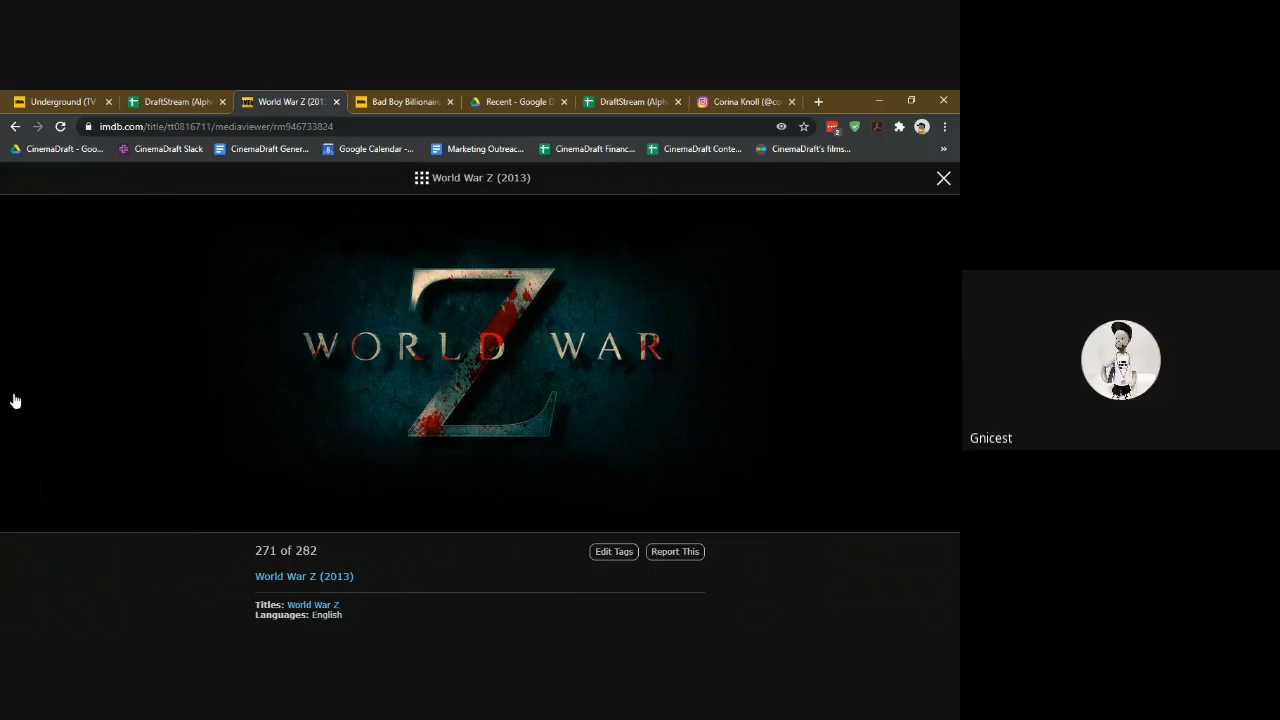 Underground (TV
DraftStream (Alph
World War Z (201
Bad Boy Billionair
Recent - Google D
DraftStream (Alph
Corina Knoll (@co
imdb.com/title/tt0816711/mediaviewer/rm946733824
2
CinemaDraft - Goo...
CinemaDraft Slack
CinemaDraft Gener...
8
Google Calendar -...
Marketing Outreac...
CinemaDraft Financ...
CinemaDraft Conte...
CinemaDraft's films...
World War Z (2013)
WORLD WAR
Z
Gnicest
271 of 282
Edit Tags
Report This
World War Z (2013)
Titles: World War Z
Languages: English